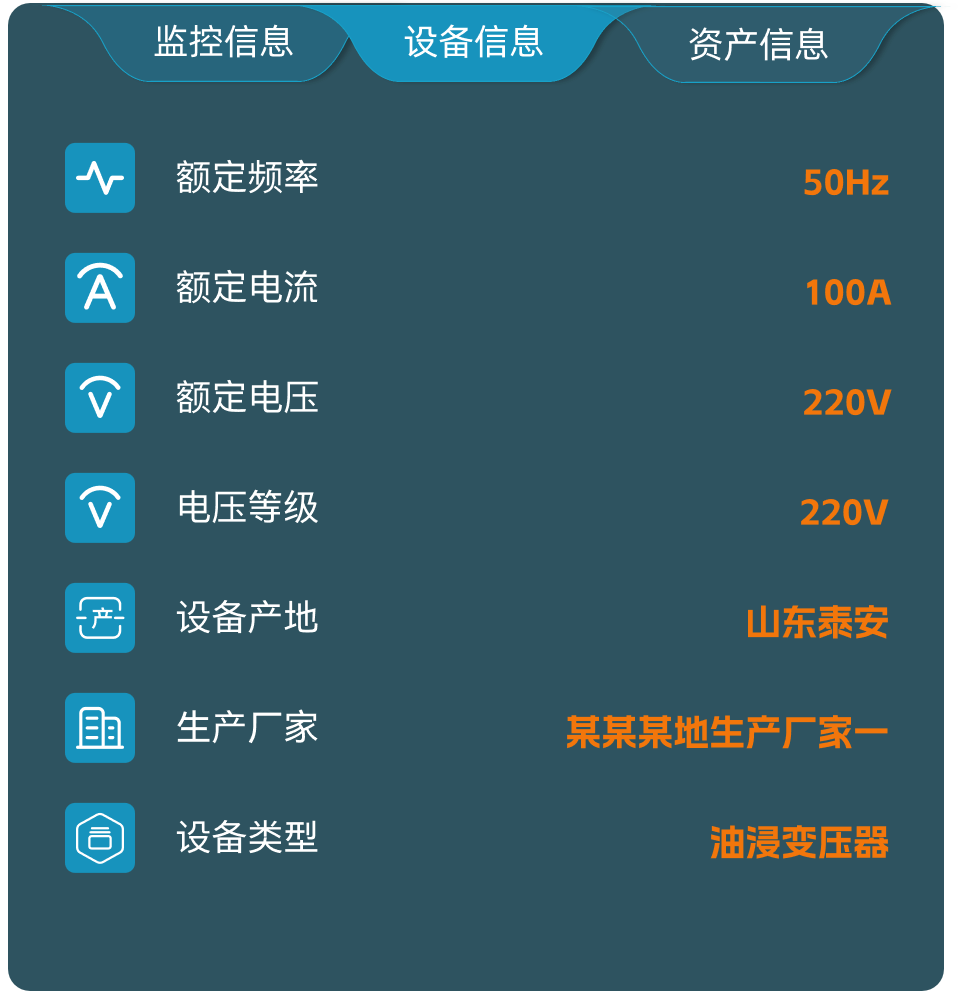 监控信息 设备信息 资产信息
额定频率 50Hz
额定电流 100A
额定电压 220V
电压等级 220V
产
设备产地 山东泰安
生产厂家 某某某地生产厂家一
设备类型 油浸变压器